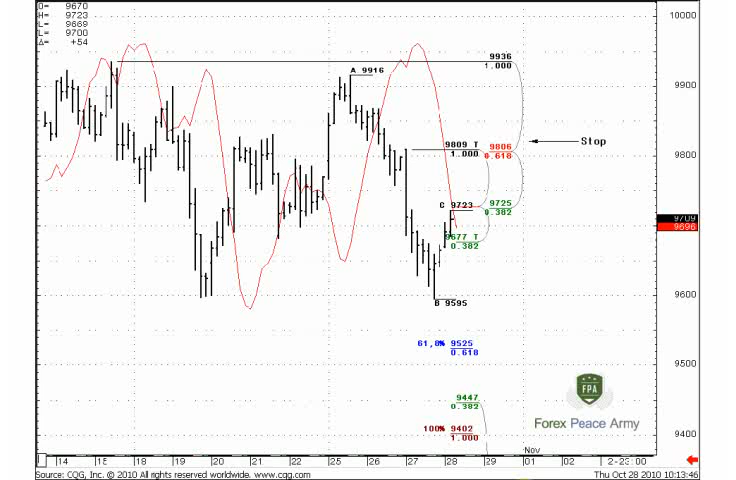 O= 9670
H= 9723
L= 9669
L= 9700
Δ= +54
10000
9936
1.000
A 9916
9900
Stop
9809 T
1.000
9806
0.618
9800
C 9723
9725
0.382
9709
9696
9677 T
0.382
B 9595
9600
61,8% 9525
0.618
9500
9447
0.382
100% 9402
1.000
9400
FPA
Forex Peace Army
Nov
14
15
18
19
20
21
22
25
26
27
28
29
01
02
2-23:00
Source: CQG, Inc. © 2010 All rights reserved worldwide. www.cqg.com
Thu Oct 28 2010 10:13:46